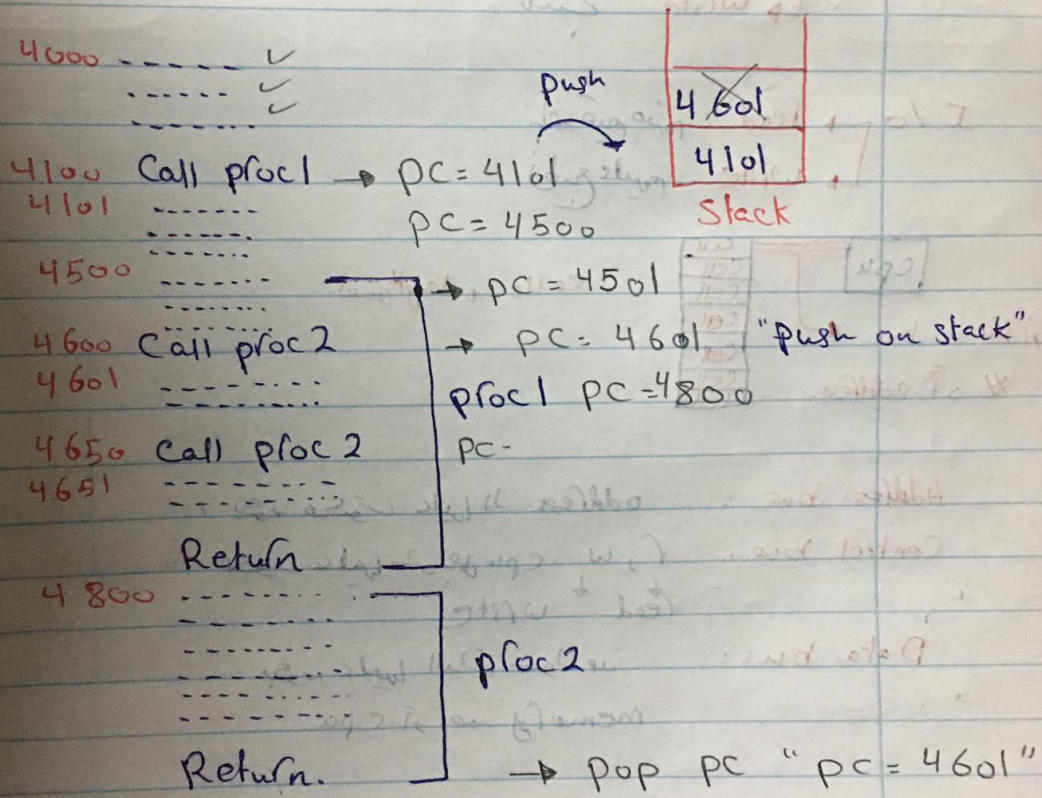 4000 ------ ✓
------ ✓
------ ✓
push
4601
4100 Call proc1 → PC = 4101
4101
4101 -------
PC = 4500
Stack
4500 -------
→ PC = 4501
4600 Call proc2 → PC = 4601 "Push on stack"
4601 -------
proc1 PC = 4800
4650 Call proc 2
PC -
4651 -------
Return
4800 -------
proc2
Return. → Pop PC "PC = 4601"